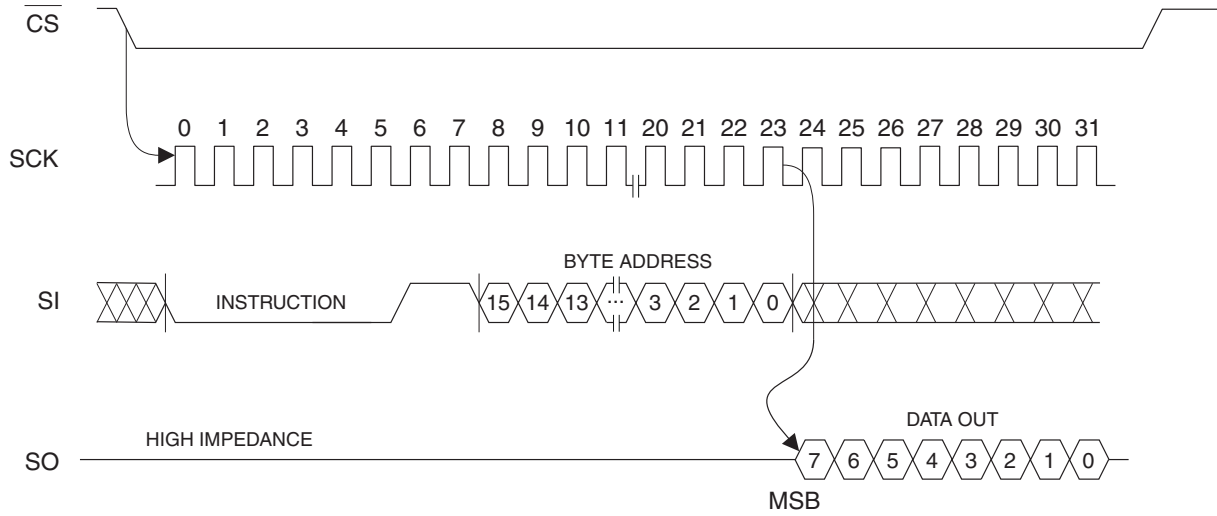 CS
0 1 2 3 4 5 6 7 8 9 10 11 20 21 22 23 24 25 26 27 28 29 30 31
SCK
BYTE ADDRESS
SI
INSTRUCTION
15 14 13 ... 3 2 1 0
DATA OUT
HIGH IMPEDANCE
SO
7 6 5 4 3 2 1 0
MSB